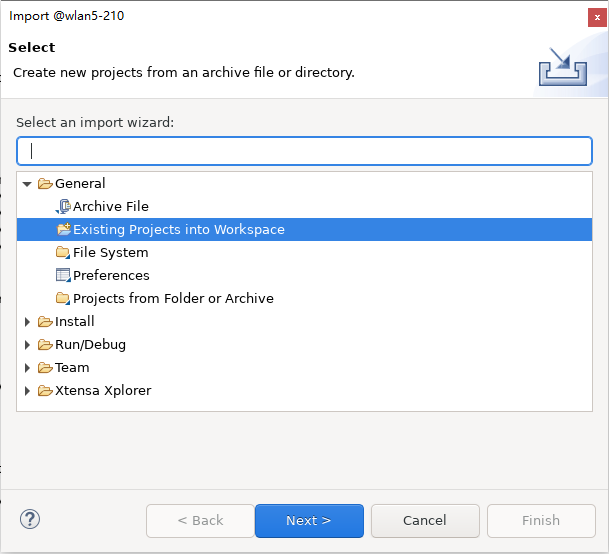 Import @wlan5-210
x
Select
Create new projects from an archive file or directory.
Select an import wizard:
General
Archive File
Existing Projects into Workspace
File System
Preferences
Projects from Folder or Archive
Install
Run/Debug
Team
Xtensa Xplorer
? < Back Next > Cancel Finish